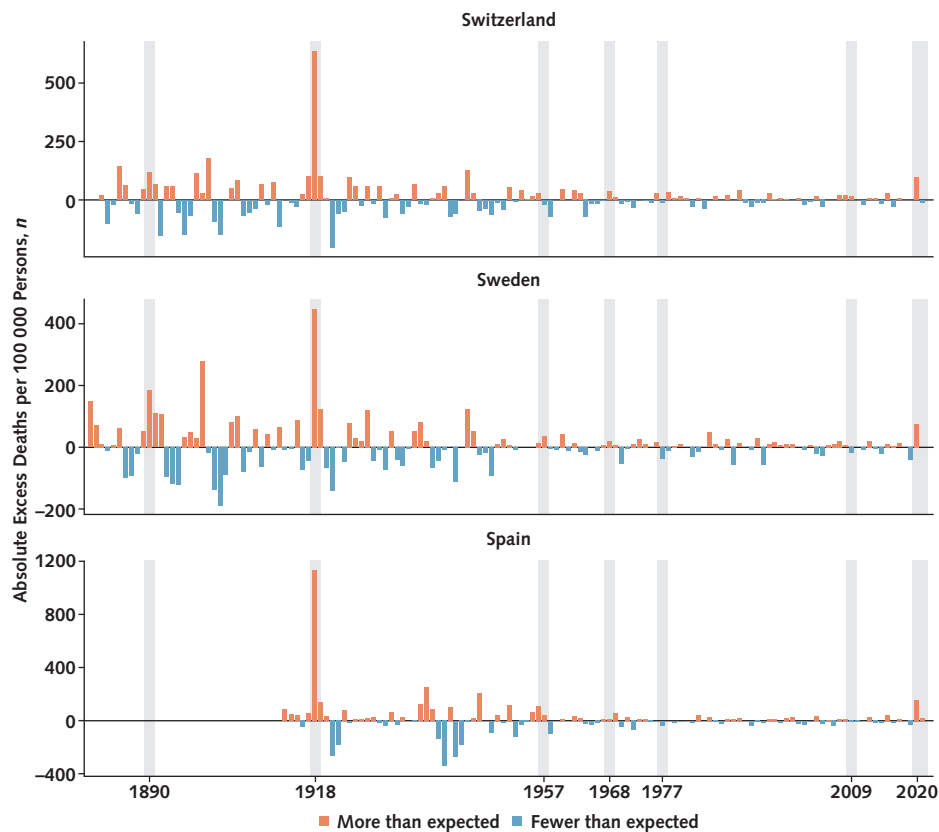 Switzerland
500
250
0
Sweden
400
200
0
–200
Spain
1200
800
400
0
–400
Absolute Excess Deaths per 100 000 Persons, n
1890 1918 1957 1968 1977 2009 2020
More than expected Fewer than expected